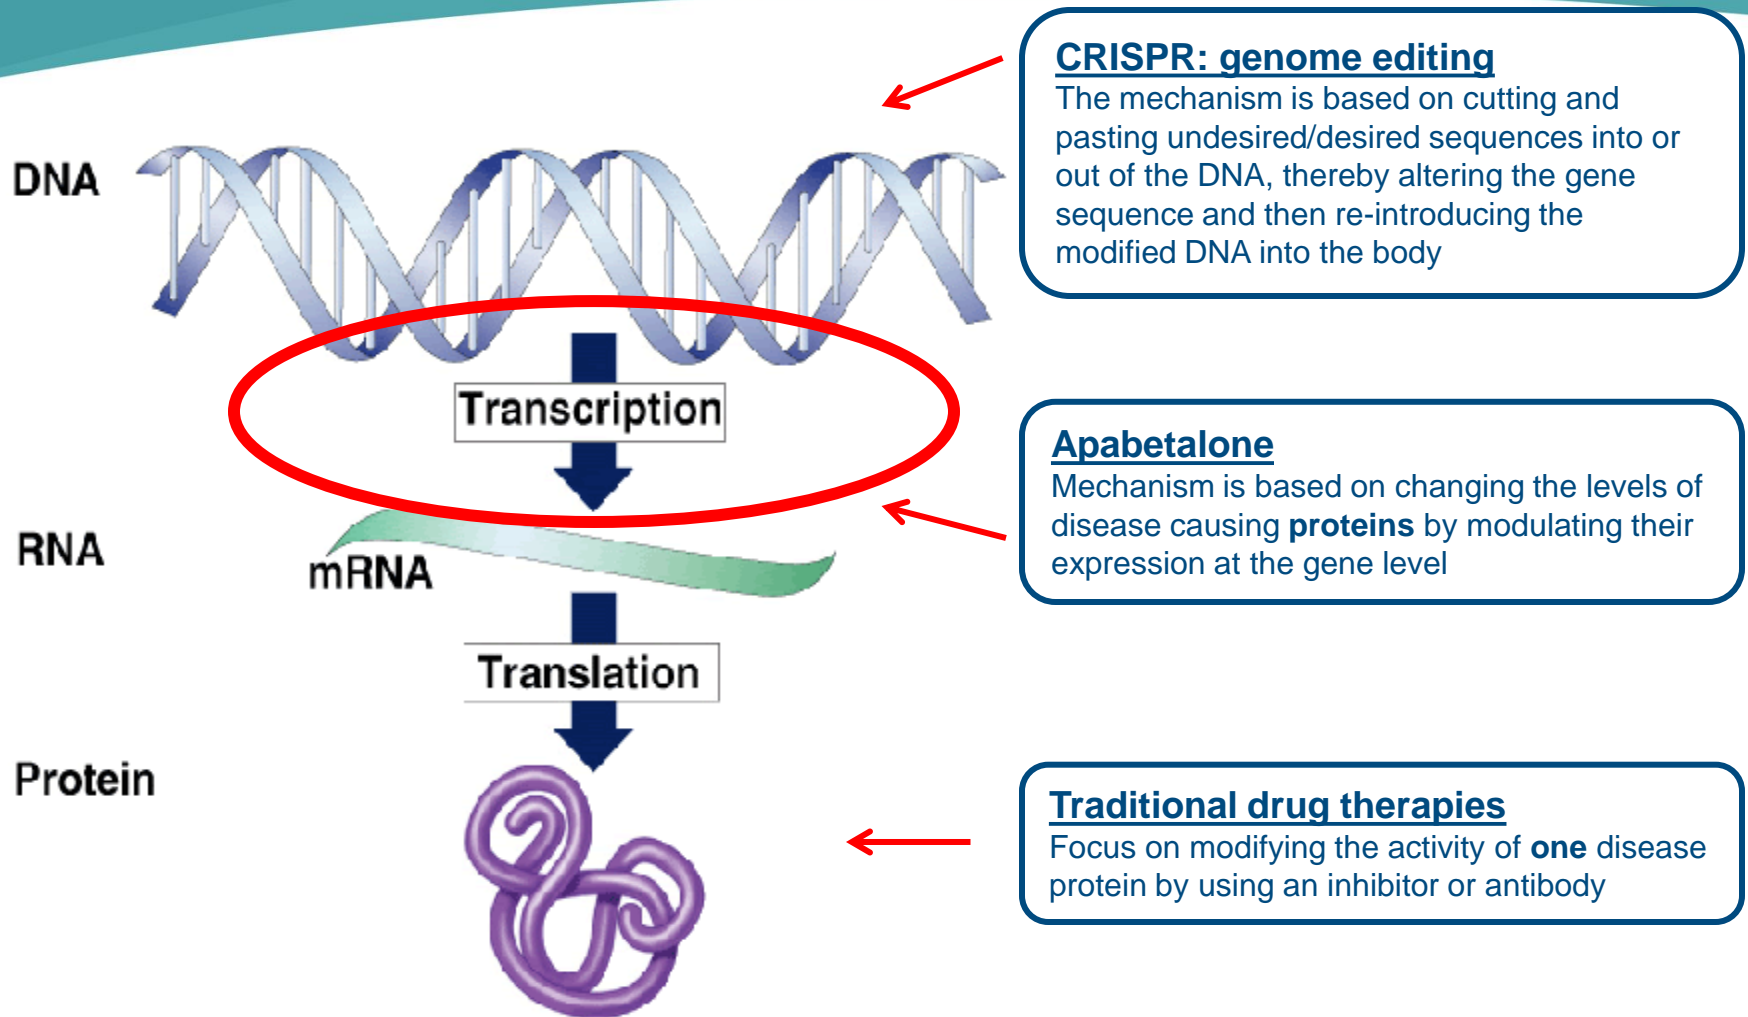 CRISPR: genome editing
The mechanism is based on cutting and
pasting undesired/desired sequences into or
out of the DNA, thereby altering the gene
sequence and then re-introducing the
modified DNA into the body
DNA
Transcription
Apabetalone
Mechanism is based on changing the levels of
disease causing proteins by modulating their
expression at the gene level
RNA
mRNA
Translation
Protein
Traditional drug therapies
Focus on modifying the activity of one disease
protein by using an inhibitor or antibody